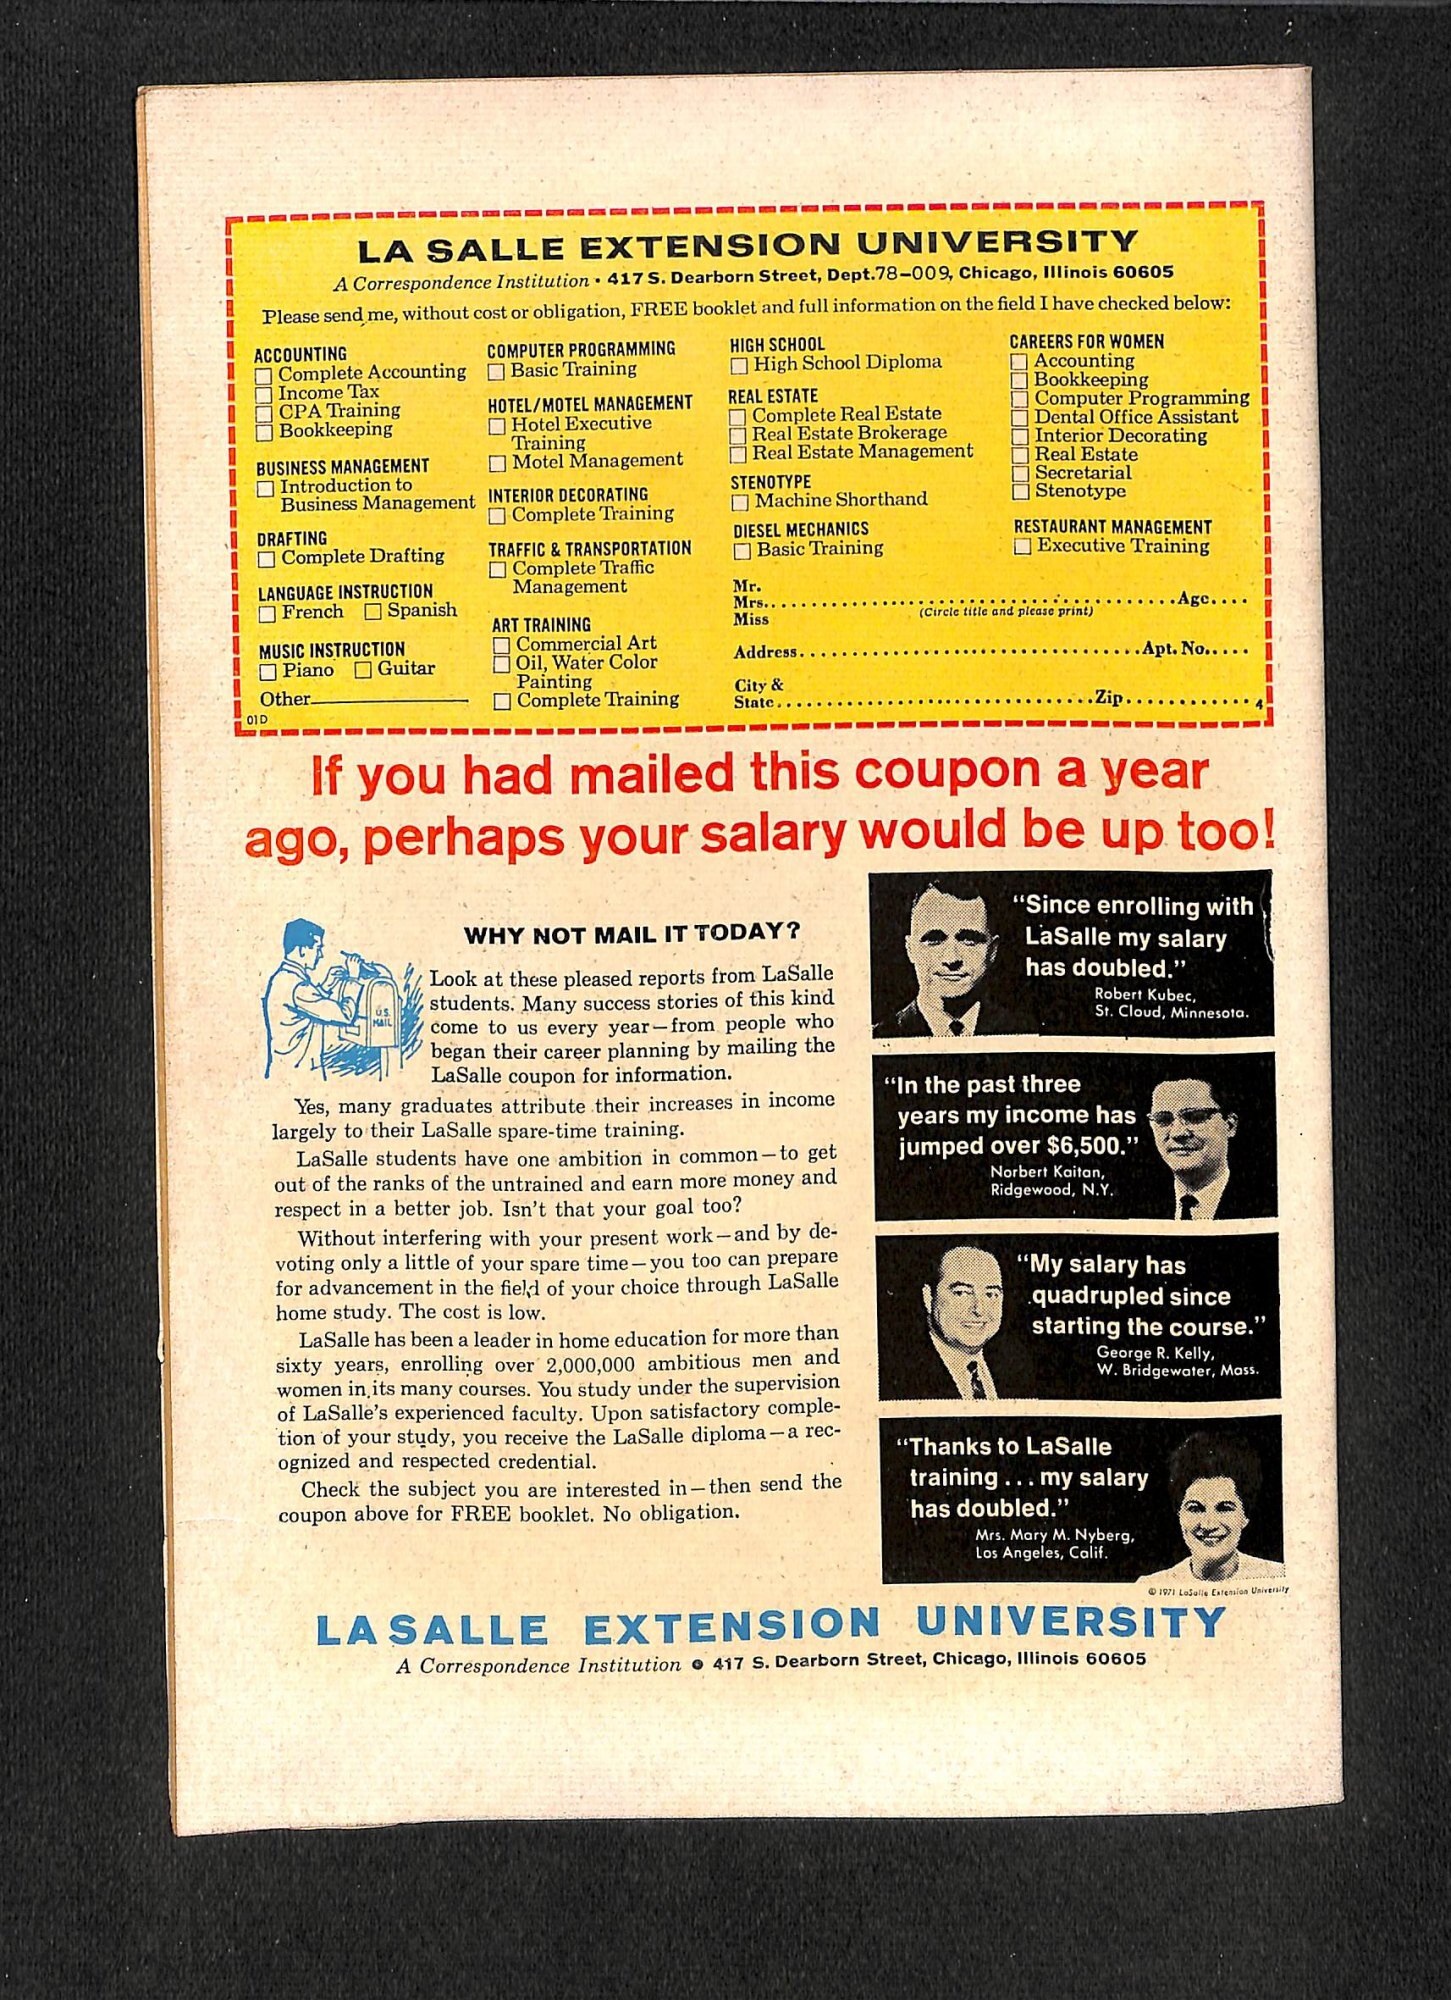 LA SALLE EXTENSION UNIVERSITY
A Correspondence Institution • 417 S. Dearborn Street, Dept. 78-009, Chicago, Illinois 60605
Please send me, without cost or obligation, FREE booklet and full information on the field I have checked below:
ACCOUNTING
Complete Accounting
Income Tax
CPA Training
Bookkeeping
BUSINESS MANAGEMENT
Introduction to
Business Management
DRAFTING
Complete Drafting
LANGUAGE INSTRUCTION
French Spanish
MUSIC INSTRUCTION
Piano Guitar
Other
01D
COMPUTER PROGRAMMING
Basic Training
HOTEL/MOTEL MANAGEMENT
Hotel Executive
Training
Motel Management
INTERIOR DECORATING
Complete Training
TRAFFIC & TRANSPORTATION
Complete Traffic
Management
ART TRAINING
Commercial Art
Oil, Water Color
Painting
Complete Training
HIGH SCHOOL
High School Diploma
REAL ESTATE
Complete Real Estate
Real Estate Brokerage
Real Estate Management
STENOTYPE
Machine Shorthand
DIESEL MECHANICS
Basic Training
CAREERS FOR WOMEN
Accounting
Bookkeeping
Computer Programming
Dental Office Assistant
Interior Decorating
Real Estate
Secretarial
Stenotype
RESTAURANT MANAGEMENT
Executive Training
Mr.
Mrs. Age
(Circle title and please print)
Miss
Address Apt. No.
City &
State Zip 4
If you had mailed this coupon a year
ago, perhaps your salary would be up too!
WHY NOT MAIL IT TODAY?
U.S.
MAIL
Look at these pleased reports from LaSalle
students. Many success stories of this kind
come to us every year—from people who
began their career planning by mailing the
LaSalle coupon for information.
Yes, many graduates attribute their increases in income
largely to their LaSalle spare-time training.
LaSalle students have one ambition in common—to get
out of the ranks of the untrained and earn more money and
respect in a better job. Isn't that your goal too?
Without interfering with your present work—and by de-
voting only a little of your spare time—you too can prepare
for advancement in the field of your choice through LaSalle
home study. The cost is low.
LaSalle has been a leader in home education for more than
sixty years, enrolling over 2,000,000 ambitious men and
women in its many courses. You study under the supervision
of LaSalle's experienced faculty. Upon satisfactory comple-
tion of your study, you receive the LaSalle diploma—a rec-
ognized and respected credential.
Check the subject you are interested in—then send the
coupon above for FREE booklet. No obligation.
"Since enrolling with
LaSalle my salary
has doubled."
Robert Kubec,
St. Cloud, Minnesota.
"In the past three
years my income has
jumped over $6,500."
Norbert Kaitan,
Ridgewood, N.Y.
"My salary has
quadrupled since
starting the course."
George R. Kelly,
W. Bridgewater, Mass.
"Thanks to LaSalle
training . . . my salary
has doubled."
Mrs. Mary M. Nyberg,
Los Angeles, Calif.
© 1971 LaSalle Extension University
LA SALLE EXTENSION UNIVERSITY
A Correspondence Institution • 417 S. Dearborn Street, Chicago, Illinois 60605